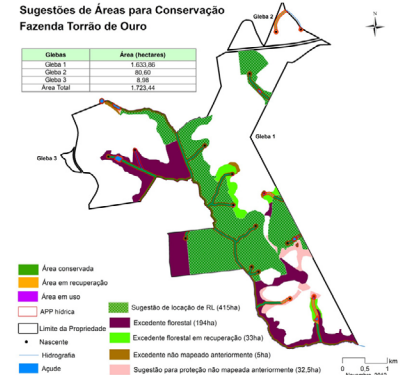 Sugestões de Áreas para Conservação
Fazenda Torrão de Ouro
Glebas Área (hectares)
Gleba 1 1.633,86
Gleba 2 80,60
Gleba 3 8,98
Área Total 1.723,44
Gleba 2
Gleba 1
Gleba 3
Área conservada
Área em recuperação
Área em uso
APP hídrica
Limite da Propriedade
Nascente
Hidrografia
Açude
Sugestão de locação de RL (415ha)
Excedente florestal (194ha)
Excedente florestal em recuperação (33ha)
Excedente não mapeado anteriormente (5ha)
Sugestão para proteção não mapeado anteriormente (32,5ha)
0 0,5 1
km